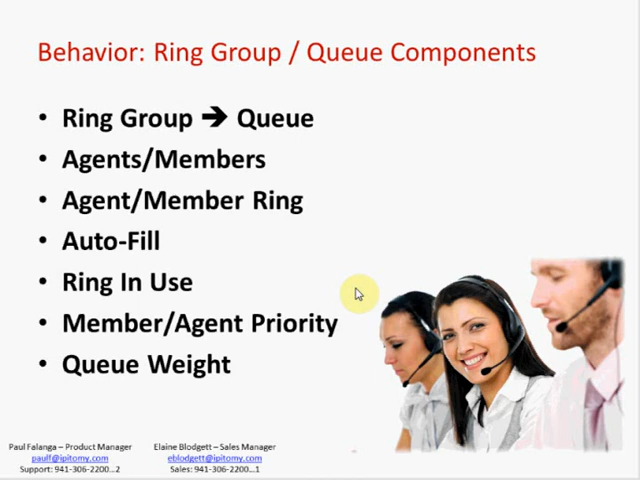 Behavior: Ring Group / Queue Components
• Ring Group ➔ Queue
• Agents/Members
• Agent/Member Ring
• Auto-Fill
• Ring In Use
• Member/Agent Priority
• Queue Weight
Paul Falanga – Product Manager
paulf@ipitomy.com
Support: 941-306-2200...2
Elaine Blodgett – Sales Manager
eblodgett@ipitomy.com
Sales: 941-306-2200...1